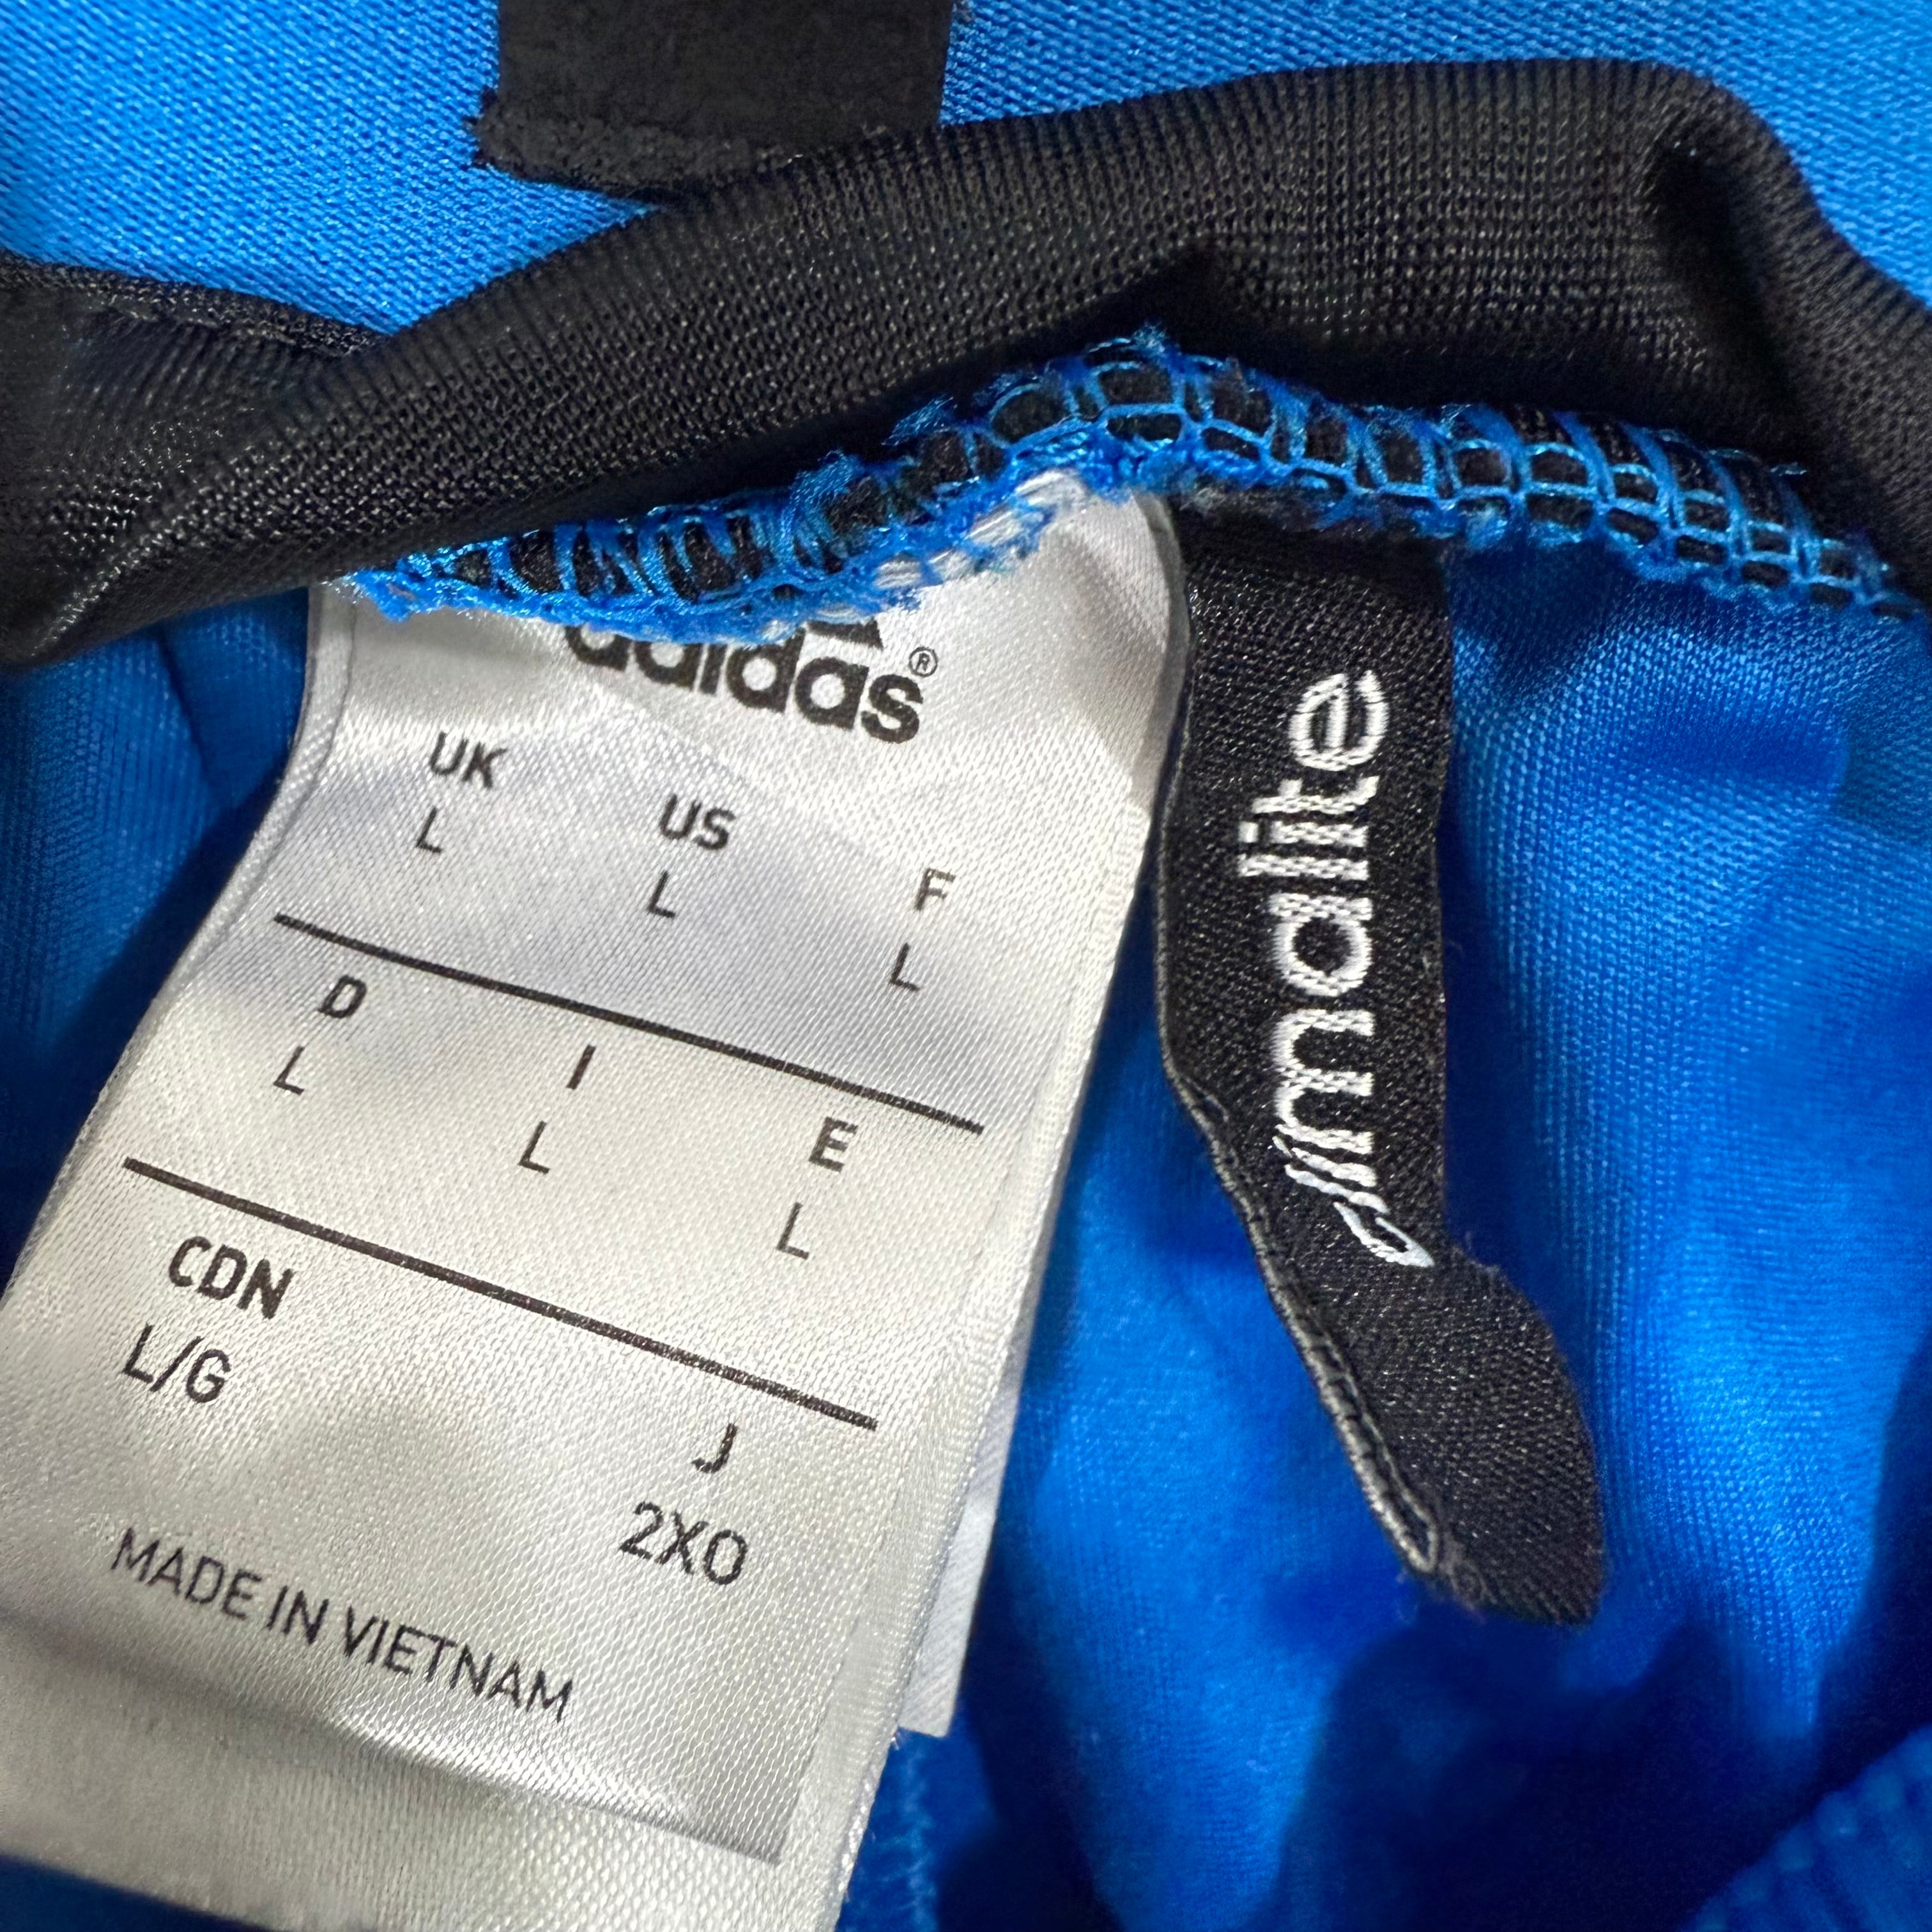 adidas®
UK US F
L L L
D I E
L L L
CDN J
L/G 2XO
MADE IN VIETNAM
climalite